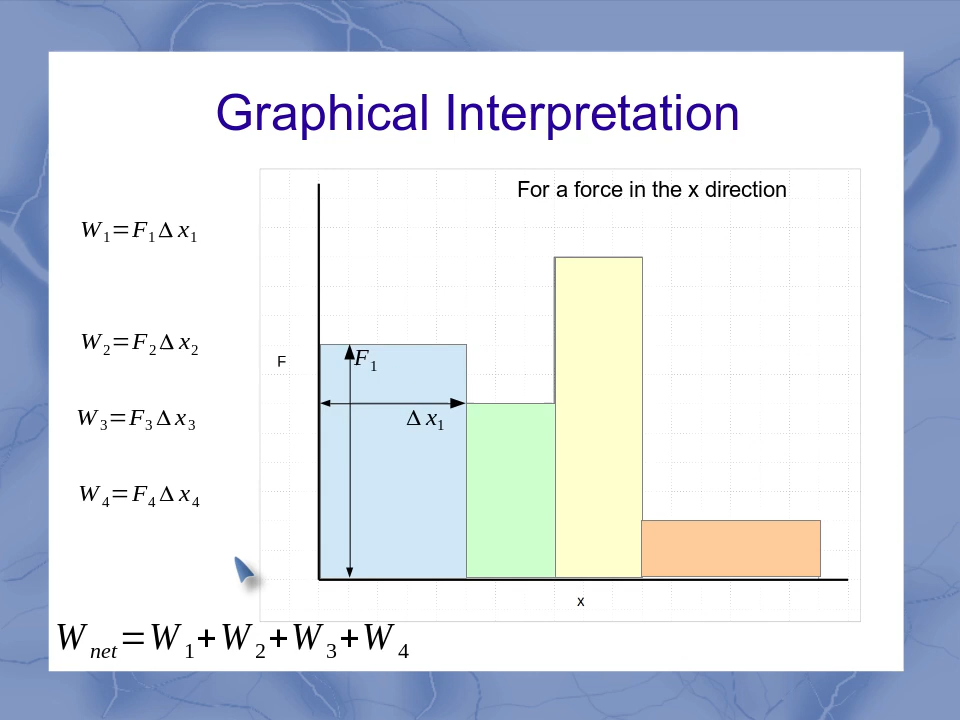 Graphical Interpretation
For a force in the x direction
W₁=F₁Δx₁
W₂=F₂Δx₂
W₃=F₃Δx₃
W₄=F₄Δx₄
F
F₁
Δx₁
x
Wₙₑₜ=W₁+W₂+W₃+W₄